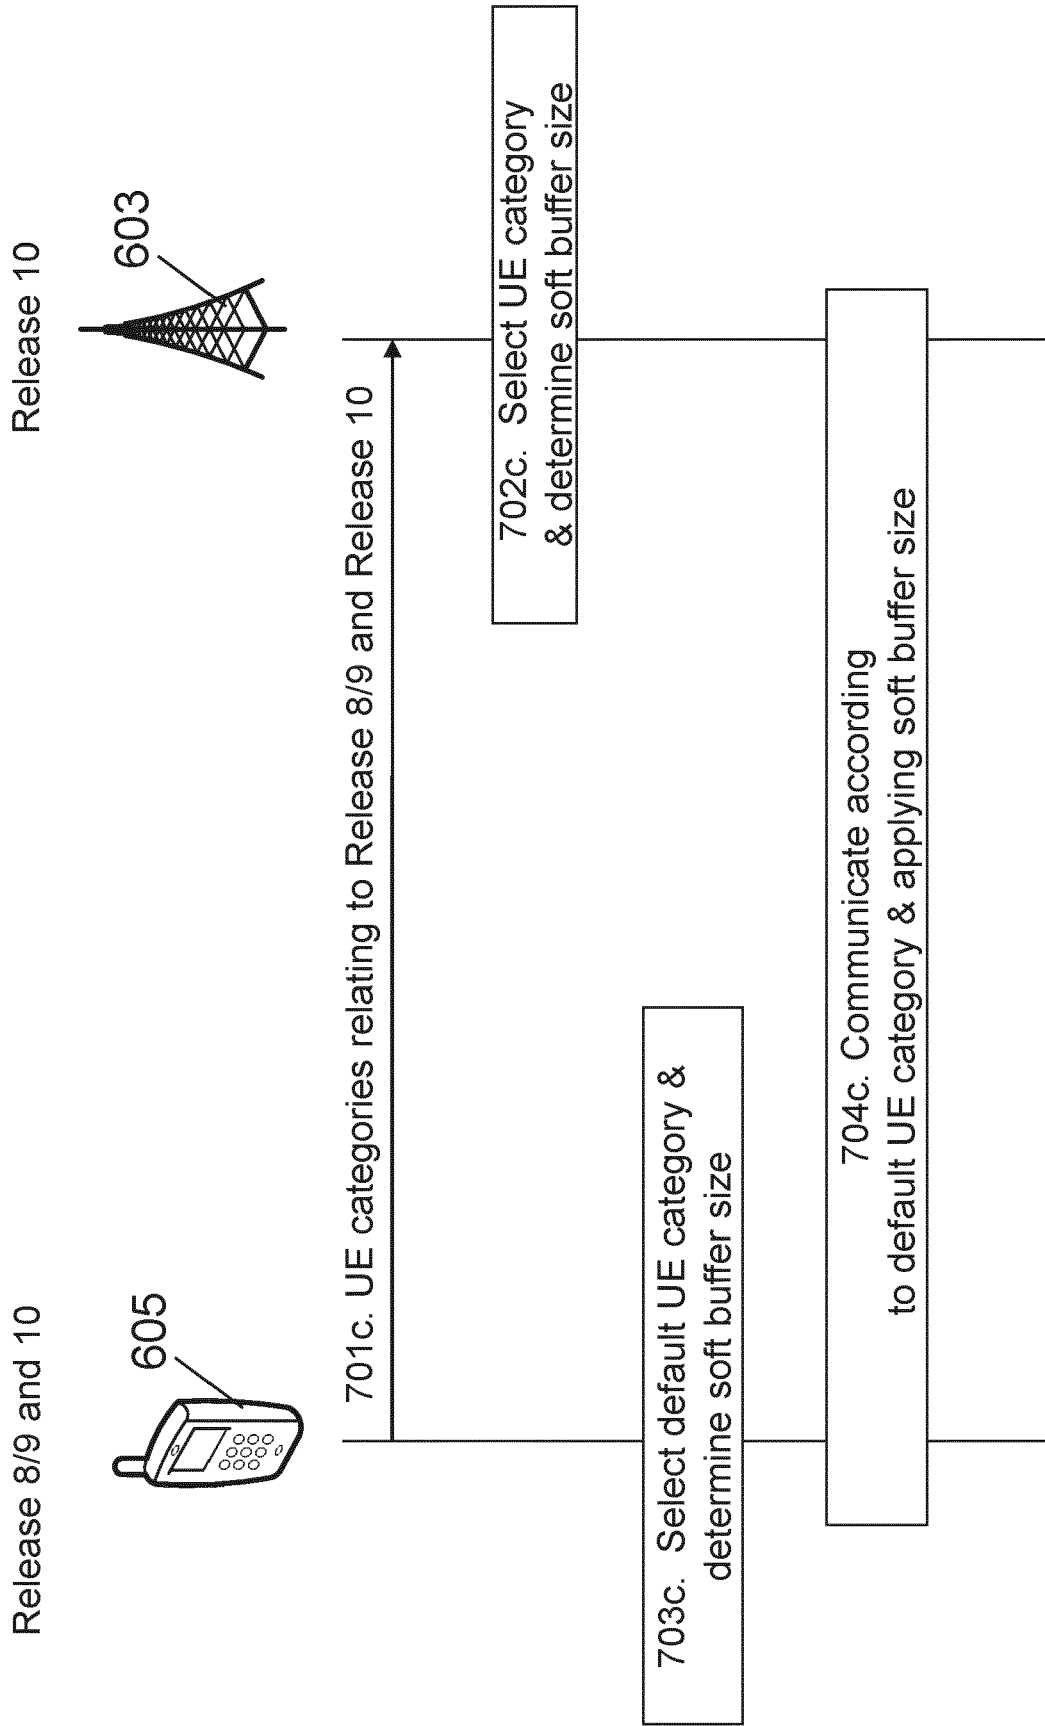 Release 8/9 and 10
Release 10
605
603
701c. UE categories relating to Release 8/9 and Release 10
702c. Select UE category
& determine soft buffer size
703c. Select default UE category &
determine soft buffer size
704c. Communicate according
to default UE category & applying soft buffer size